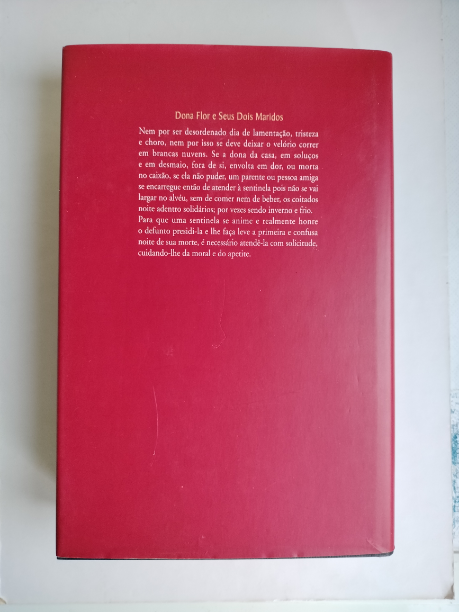 Dona Flor e Seus Dois Maridos
Nem por ser desordenado dia de lamentação, tristeza
e choro, nem por isso se deve deixar o velório correr
em brancas nuvens. Se a dona da casa, em soluços
e em desmaio, fora de si, envolta em dor, ou morta
no caixão, se ela não puder, um parente ou pessoa amiga
se encarregue então de atender à sentinela pois não se vai
largar no alvéu, sem de comer nem de beber, os coitados
noite adentro solidários; por vezes sendo inverno e frio.
Para que uma sentinela se anime e realmente honre
o defunto presidi-la e lhe faça leve a primeira e confusa
noite de sua morte, é necessário atendê-la com solicitude,
cuidando-lhe da moral e do apetite.